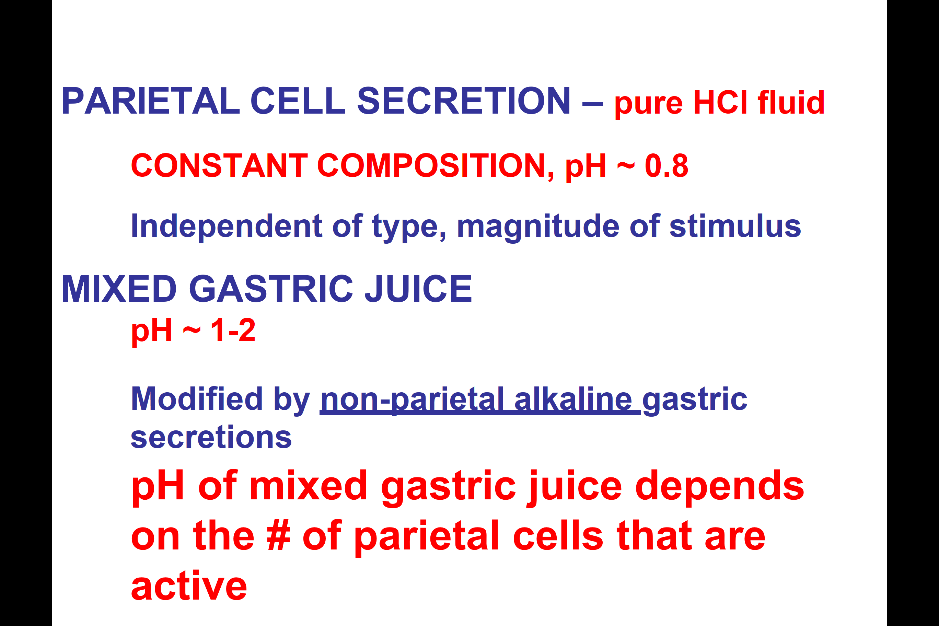 PARIETAL CELL SECRETION – pure HCl fluid
CONSTANT COMPOSITION, pH ~ 0.8
Independent of type, magnitude of stimulus
MIXED GASTRIC JUICE
pH ~ 1-2
Modified by non-parietal alkaline gastric
secretions
pH of mixed gastric juice depends
on the # of parietal cells that are
active